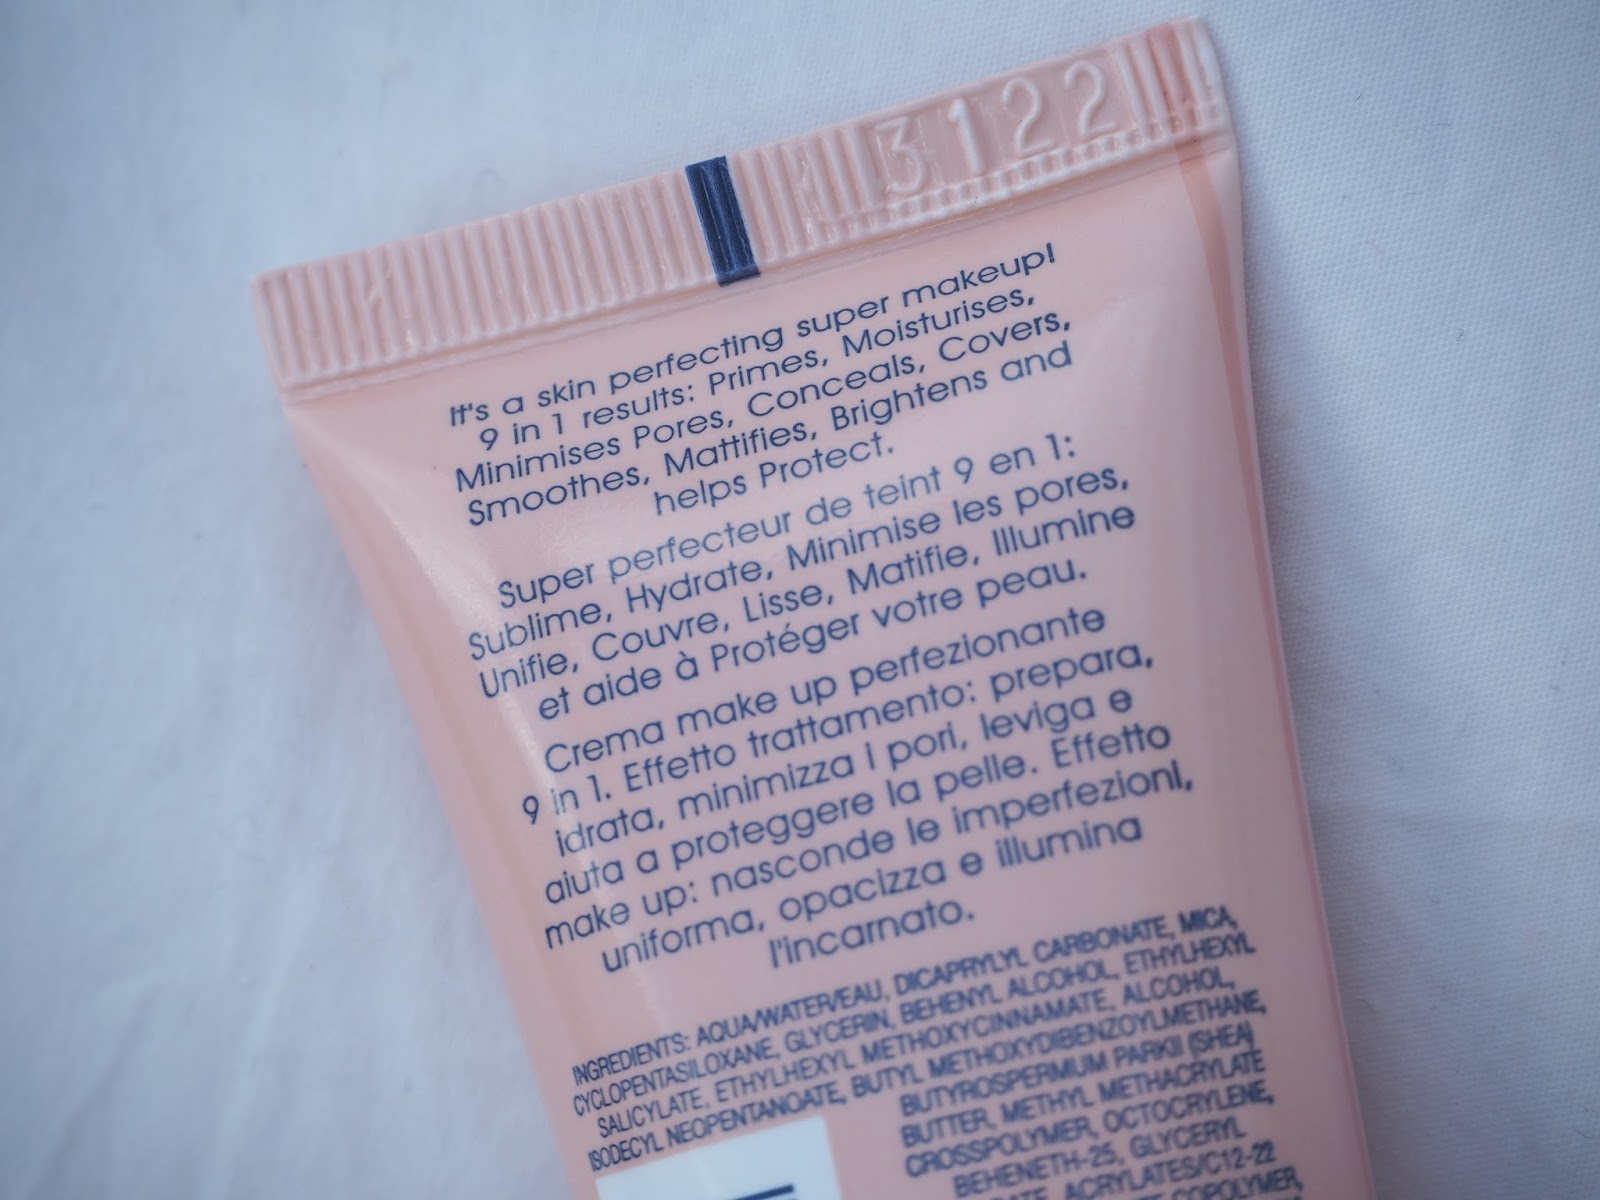 3122
It's a skin perfecting super makeup!
9 in 1 results: Primes, Moisturises,
Minimises Pores, Conceals, Covers,
Smoothes, Mattifies, Brightens and
helps Protect.
Super perfecteur de teint 9 en 1:
Sublime, Hydrate, Minimise les pores,
Unifie, Couvre, Lisse, Matifie, Illumine
et aide à Protéger votre peau.
Crema make up perfezionante
9 in 1. Effetto trattamento: prepara,
idrata, minimizza i pori, leviga e
aiuta a proteggere la pelle. Effetto
make up: nasconde le imperfezioni,
uniforma, opacizza e illumina
l'incarnato.
INGREDIENTS: AQUA/WATER/EAU, DICAPRYLYL CARBONATE, MICA,
CYCLOPENTASILOXANE, GLYCERIN, BEHENYL ALCOHOL, ETHYLHEXYL
SALICYLATE, ETHYLHEXYL METHOXYCINNAMATE, ALCOHOL,
ISODECYL NEOPENTANOATE, BUTYL METHOXYDIBENZOYLMETHANE,
BUTYROSPERMUM PARKII (SHEA)
BUTTER, METHYL METHACRYLATE
CROSSPOLYMER, OCTOCRYLENE,
BEHENETH-25, GLYCERYL
ACRYLATES/C12-22
COPOLYMER,